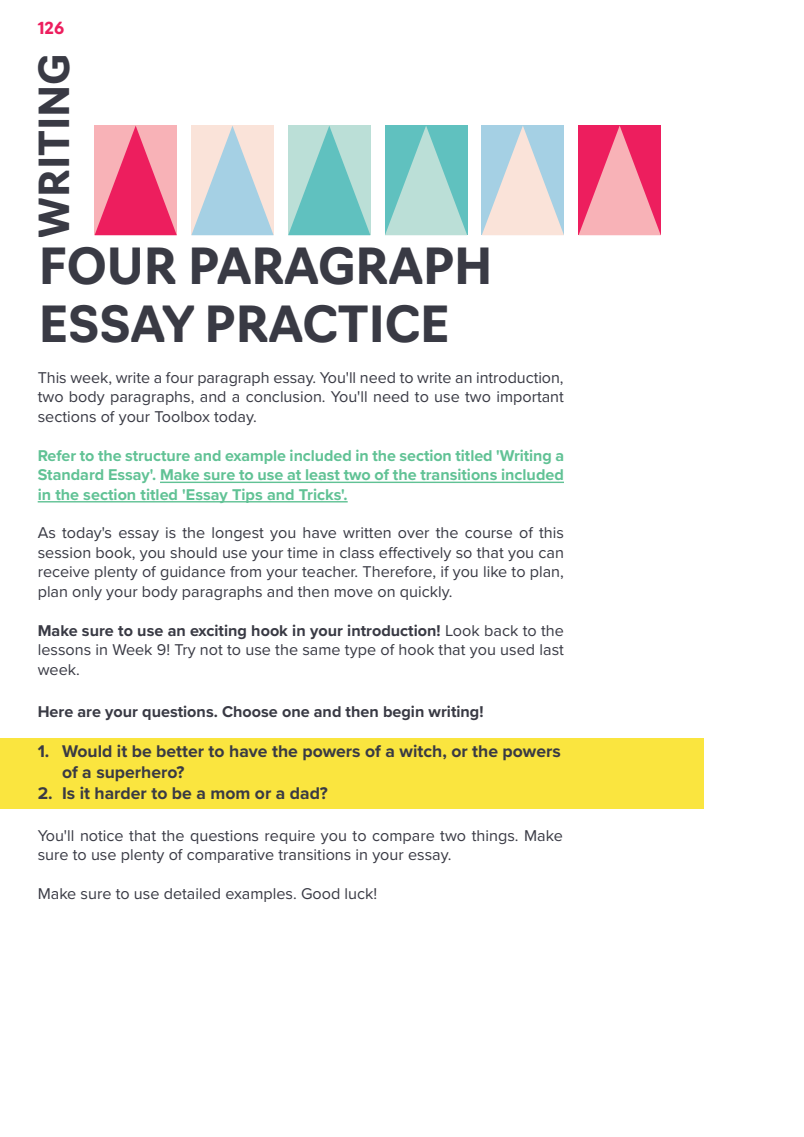 126
WRITING
FOUR PARAGRAPH
ESSAY PRACTICE
This week, write a four paragraph essay. You'll need to write an introduction,
two body paragraphs, and a conclusion. You'll need to use two important
sections of your Toolbox today.
Refer to the structure and example included in the section titled 'Writing a
Standard Essay'. Make sure to use at least two of the transitions included
in the section titled 'Essay Tips and Tricks'.
As today's essay is the longest you have written over the course of this
session book, you should use your time in class effectively so that you can
receive plenty of guidance from your teacher. Therefore, if you like to plan,
plan only your body paragraphs and then move on quickly.
Make sure to use an exciting hook in your introduction! Look back to the
lessons in Week 9! Try not to use the same type of hook that you used last
week.
Here are your questions. Choose one and then begin writing!
1. Would it be better to have the powers of a witch, or the powers
of a superhero?
2. Is it harder to be a mom or a dad?
You'll notice that the questions require you to compare two things. Make
sure to use plenty of comparative transitions in your essay.
Make sure to use detailed examples. Good luck!